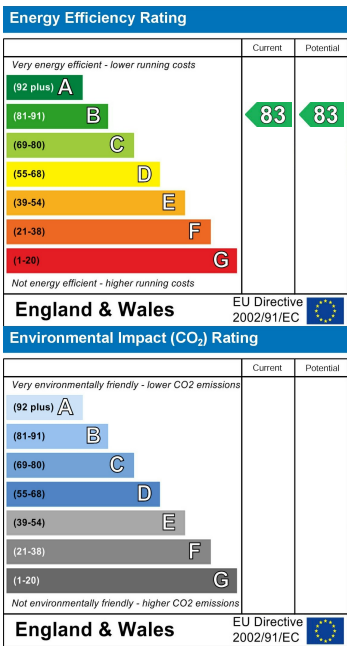 Energy Efficiency Rating
Current Potential
Very energy efficient - lower running costs
(92 plus) A
(81-91) B 83 83
(69-80) C
(55-68) D
(39-54) E
(21-38) F
(1-20) G
Not energy efficient - higher running costs
England & Wales EU Directive
2002/91/EC
Environmental Impact (CO₂) Rating
Current Potential
Very environmentally friendly - lower CO2 emissions
(92 plus) A
(81-91) B
(69-80) C
(55-68) D
(39-54) E
(21-38) F
(1-20) G
Not environmentally friendly - higher CO2 emissions
England & Wales EU Directive
2002/91/EC